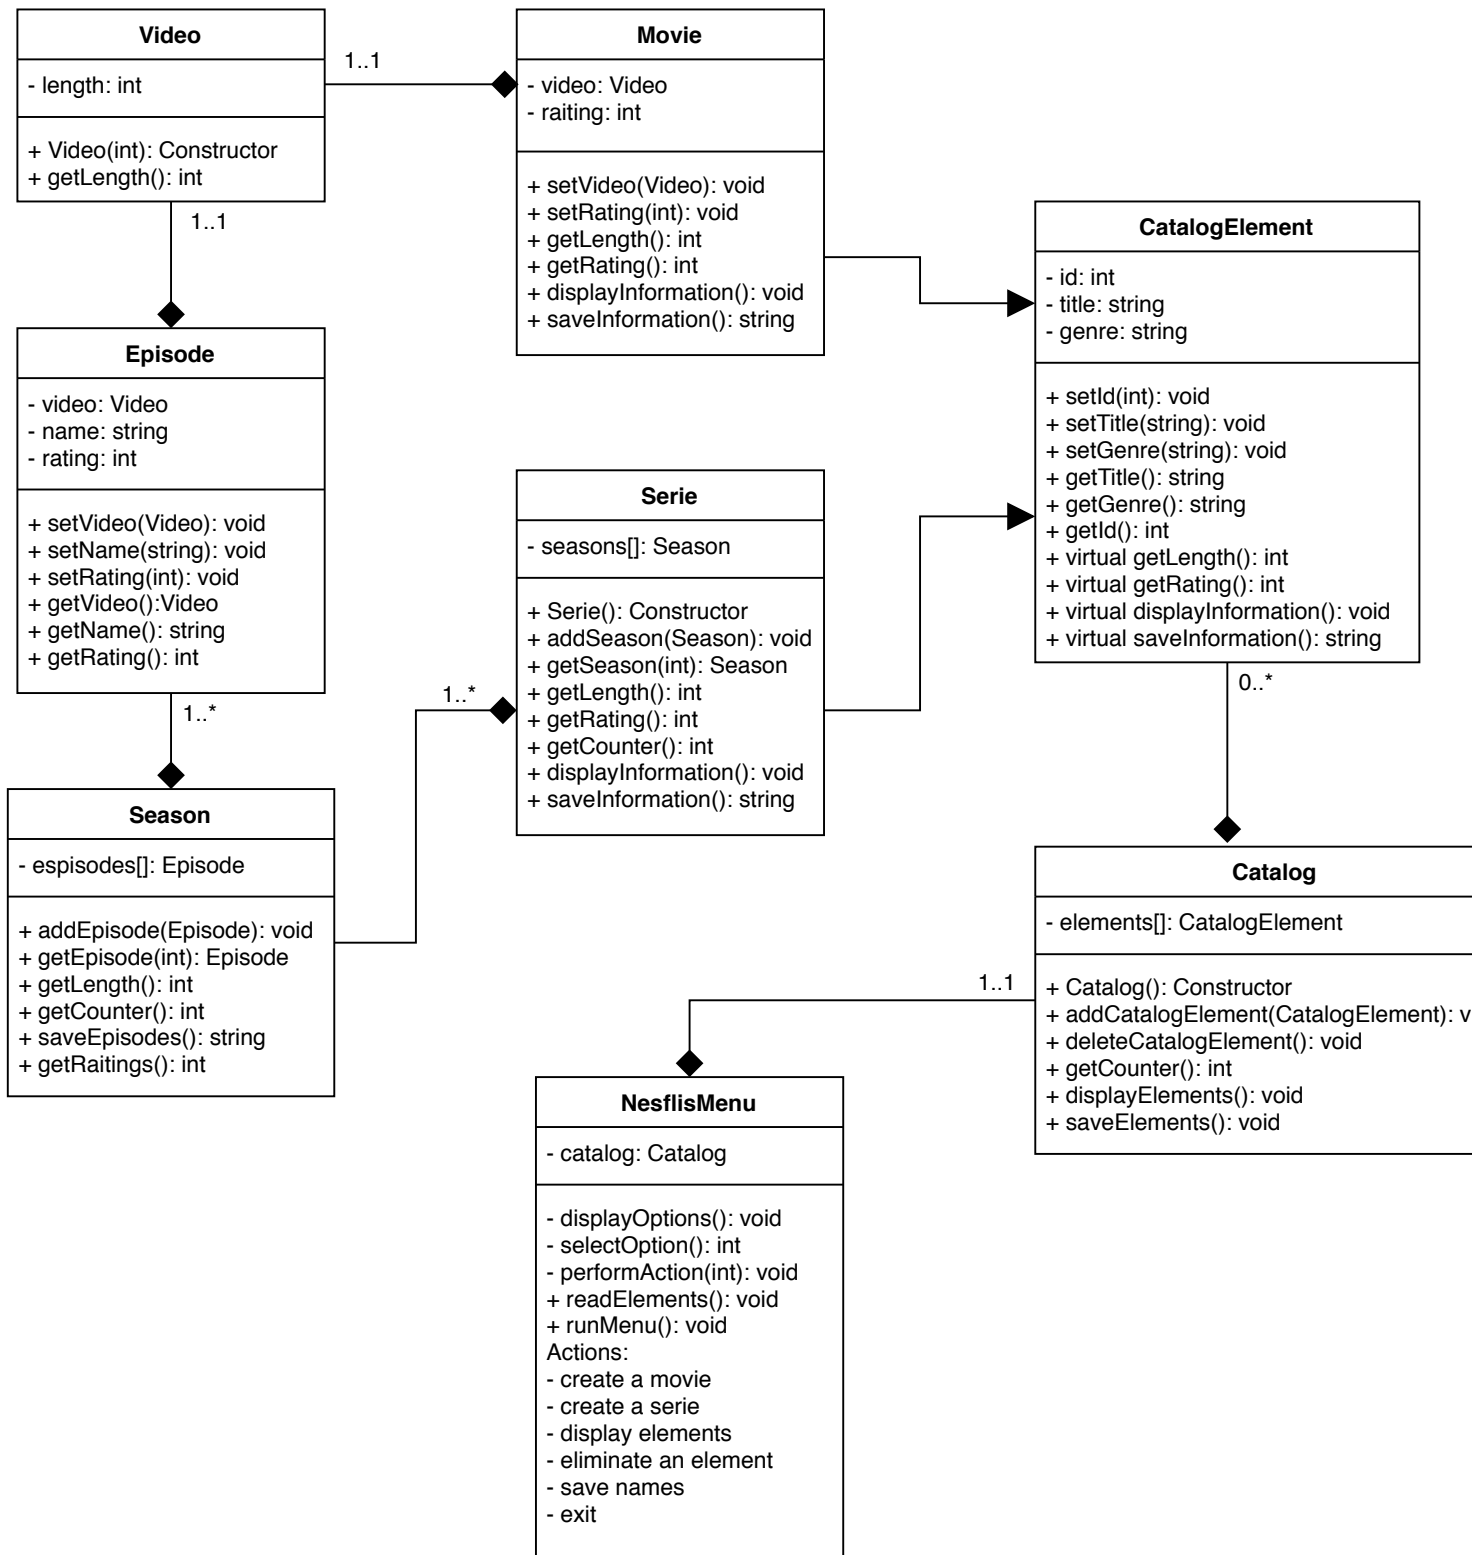 Video
- length: int
+ Video(int): Constructor
+ getLength(): int
1..1
1..1
Movie
- video: Video
- raiting: int
+ setVideo(Video): void
+ setRating(int): void
+ getLength(): int
+ getRating(): int
+ displayInformation(): void
+ saveInformation(): string
CatalogElement
- id: int
- title: string
- genre: string
+ setId(int): void
+ setTitle(string): void
+ setGenre(string): void
+ getTitle(): string
+ getGenre(): string
+ getId(): int
+ virtual getLength(): int
+ virtual getRating(): int
+ virtual displayInformation(): void
+ virtual saveInformation(): string
0..*
Episode
- video: Video
- name: string
- rating: int
+ setVideo(Video): void
+ setName(string): void
+ setRating(int): void
+ getVideo():Video
+ getName(): string
+ getRating(): int
1..*
1..*
Serie
- seasons[]: Season
+ Serie(): Constructor
+ addSeason(Season): void
+ getSeason(int): Season
+ getLength(): int
+ getRating(): int
+ getCounter(): int
+ displayInformation(): void
+ saveInformation(): string
Season
- espisodes[]: Episode
+ addEpisode(Episode): void
+ getEpisode(int): Episode
+ getLength(): int
+ getCounter(): int
+ saveEpisodes(): string
+ getRaitings(): int
Catalog
- elements[]: CatalogElement
+ Catalog(): Constructor
+ addCatalogElement(CatalogElement): v
+ deleteCatalogElement(): void
+ getCounter(): int
+ displayElements(): void
+ saveElements(): void
1..1
NesflisMenu
- catalog: Catalog
- displayOptions(): void
- selectOption(): int
- performAction(int): void
+ readElements(): void
+ runMenu(): void
Actions:
- create a movie
- create a serie
- display elements
- eliminate an element
- save names
- exit